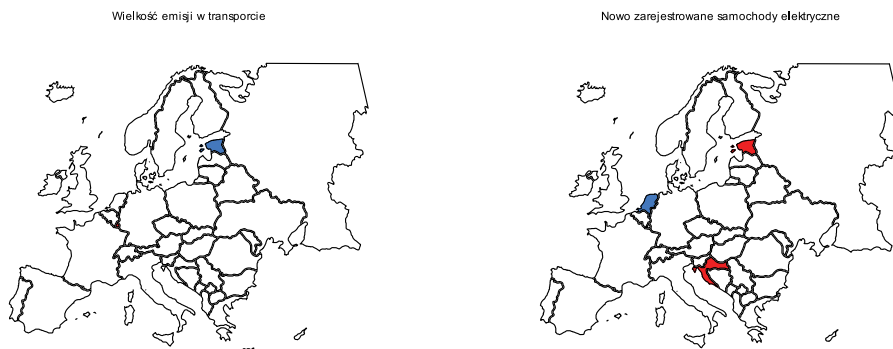 Wielkość emisji w transporcie
Nowo zarejestrowane samochody elektryczne